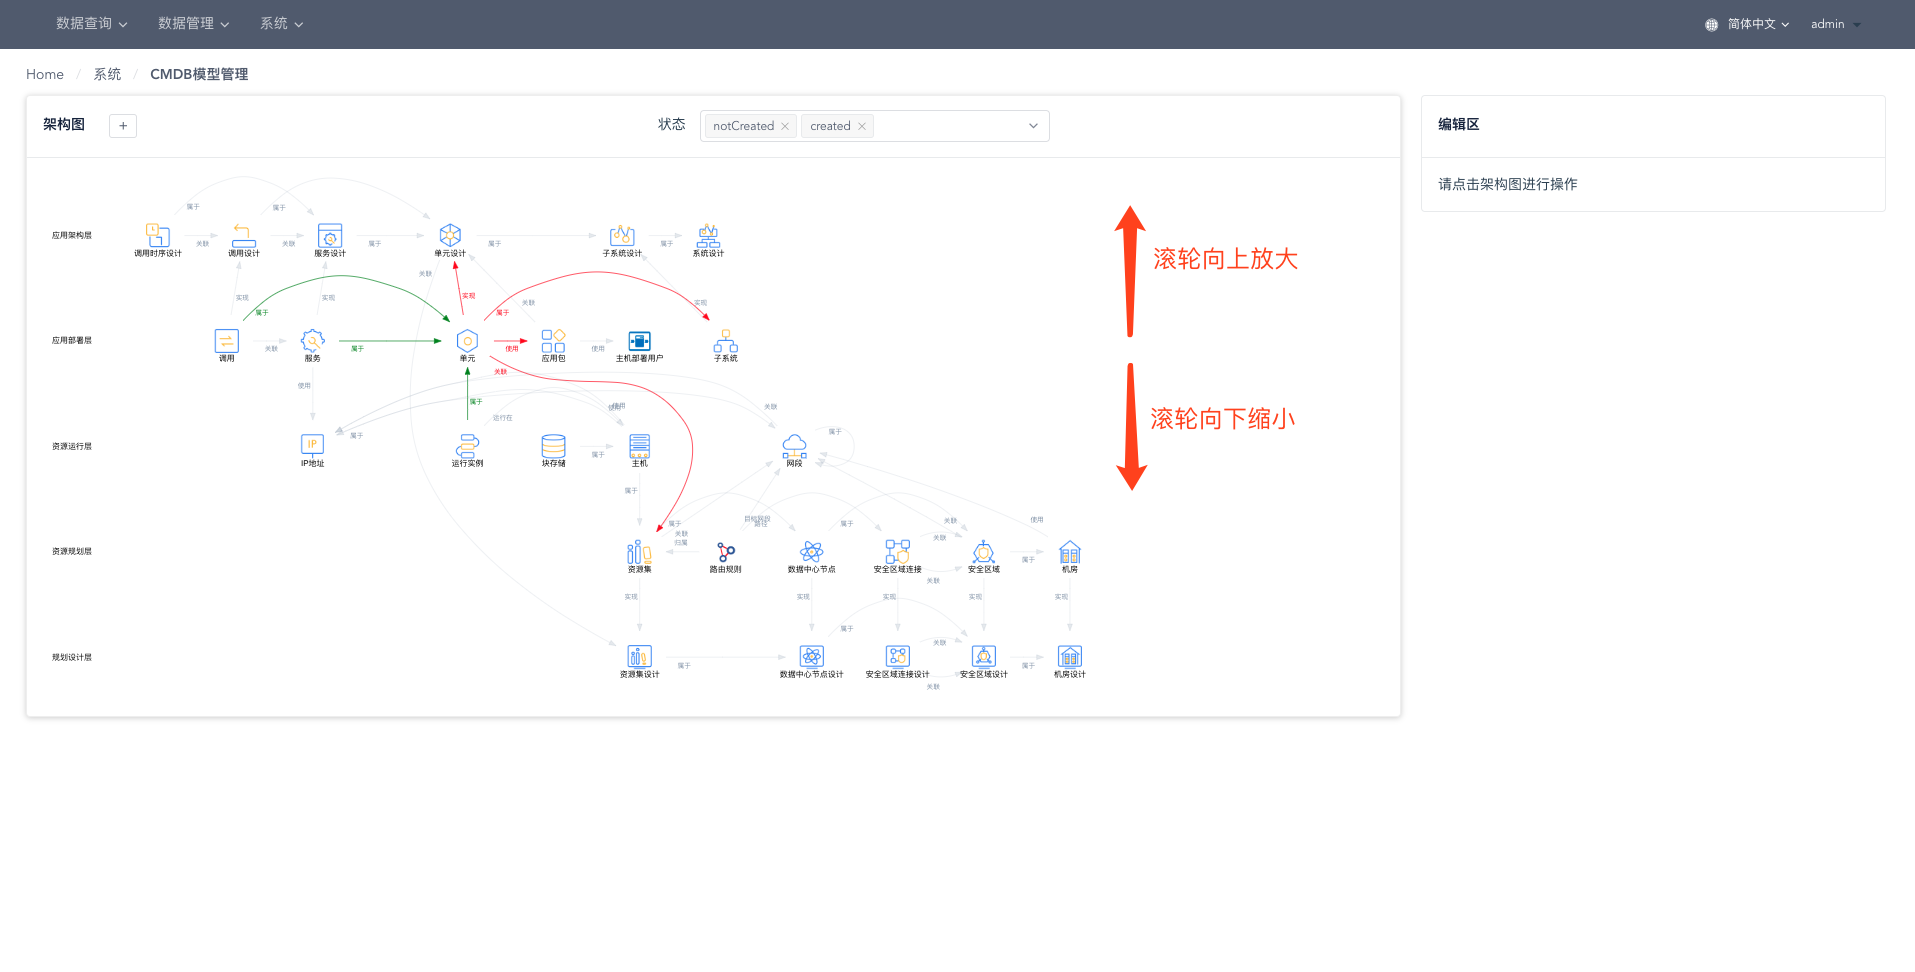 数据查询
数据管理
系统
简体中文
admin
Home / 系统 / CMDB模型管理
架构图
+
状态
notCreated
created
编辑区
请点击架构图进行操作
滚轮向上放大
滚轮向下缩小
属于
属于
应用架构层
调用时序设计
关联
调用设计
关联
服务设计
属于
单元设计
属于
子系统设计
属于
系统设计
关联
实现
实现
实现
关联
实现
属于
属于
应用部署层
调用
关联
服务
属于
单元
使用
应用包
使用
主机部署用户
子系统
关联
使用
属于
运行在
使用
关联
属于
属于
资源运行层
IP
IP地址
运行实例
块存储
属于
主机
网段
属于
属于
关联
归属
目标网段
属于
关联
关联
使用
资源规划层
资源集
路由规则
数据中心节点
安全区域连接
关联
安全区域
属于
机房
实现
实现
实现
实现
实现
属于
关联
规划设计层
资源集设计
属于
数据中心节点设计
安全区域连接设计
关联
安全区域设计
属于
机房设计